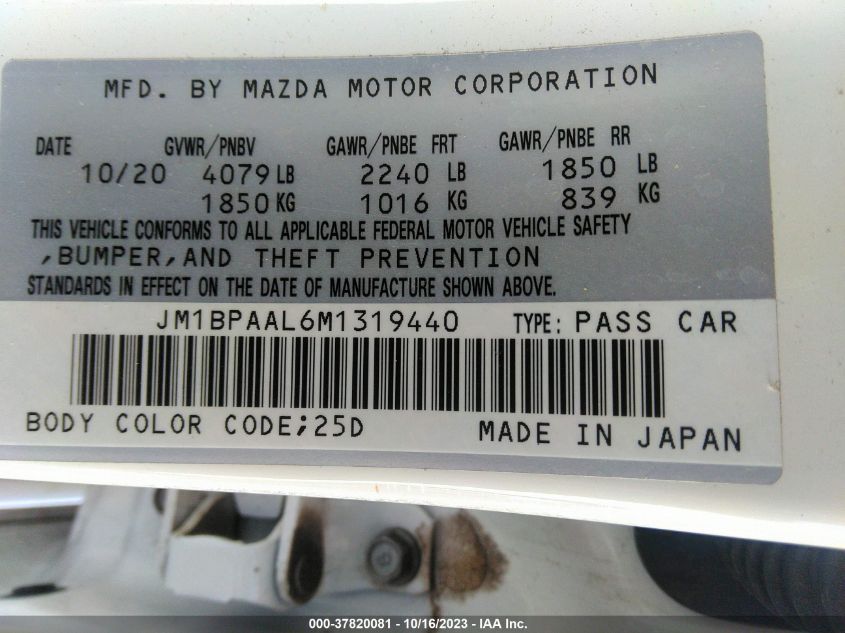 MFD. BY MAZDA MOTOR CORPORATION
DATE GVWR/PNBV GAWR/PNBE FRT GAWR/PNBE RR
10/20 4079 LB 2240 LB 1850 LB
1850 KG 1016 KG 839 KG
THIS VEHICLE CONFORMS TO ALL APPLICABLE FEDERAL MOTOR VEHICLE SAFETY
,BUMPER,AND THEFT PREVENTION
STANDARDS IN EFFECT ON THE DATE OF MANUFACTURE SHOWN ABOVE.
JM1BPAAL6M1319440 TYPE: PASS CAR
BODY COLOR CODE;25D MADE IN JAPAN
000-37820081 - 10/16/2023 - IAA Inc.